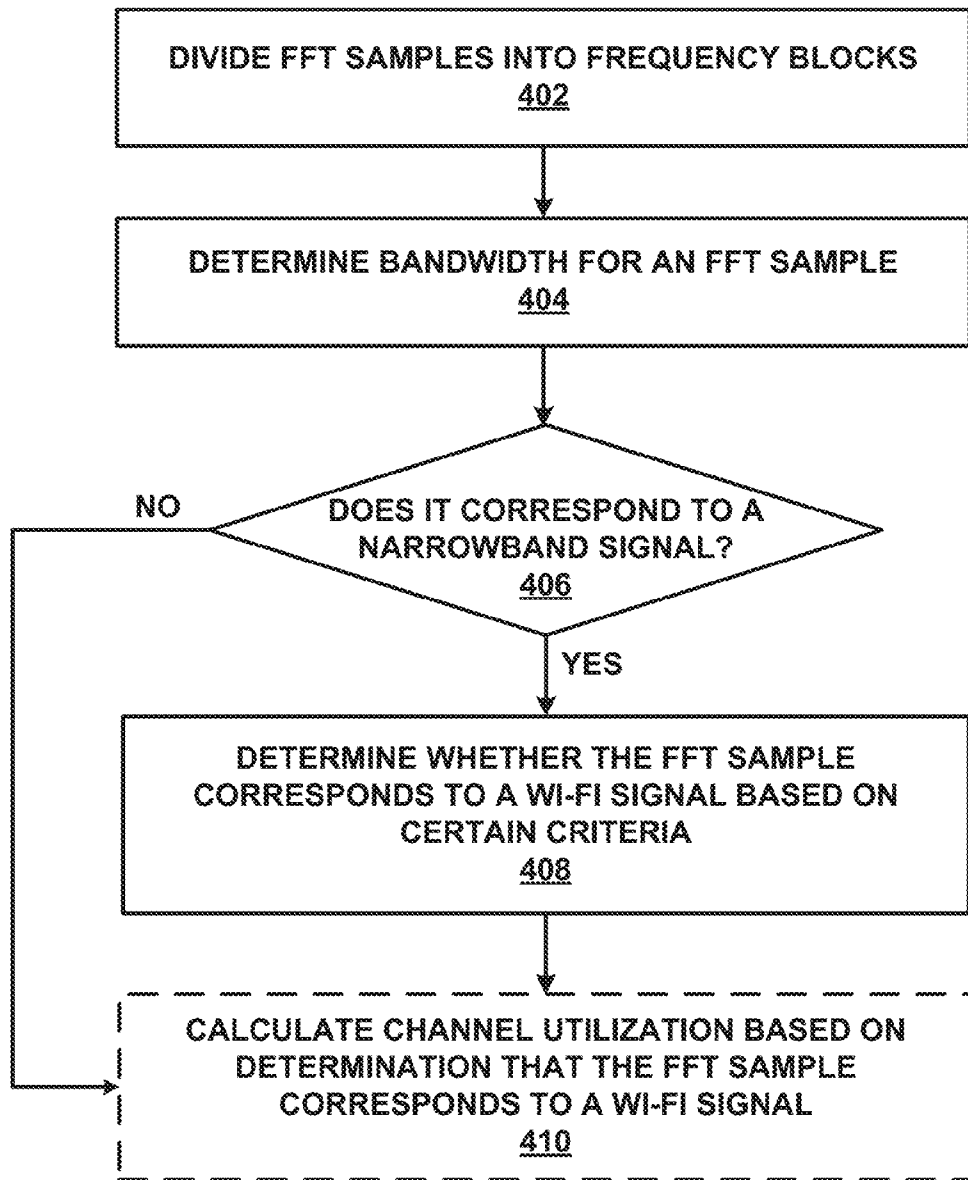 DIVIDE FFT SAMPLES INTO FREQUENCY BLOCKS
402
DETERMINE BANDWIDTH FOR AN FFT SAMPLE
404
NO
DOES IT CORRESPOND TO A
NARROWBAND SIGNAL?
406
YES
DETERMINE WHETHER THE FFT SAMPLE
CORRESPONDS TO A WI-FI SIGNAL BASED ON
CERTAIN CRITERIA
408
CALCULATE CHANNEL UTILIZATION BASED ON
DETERMINATION THAT THE FFT SAMPLE
CORRESPONDS TO A WI-FI SIGNAL
410